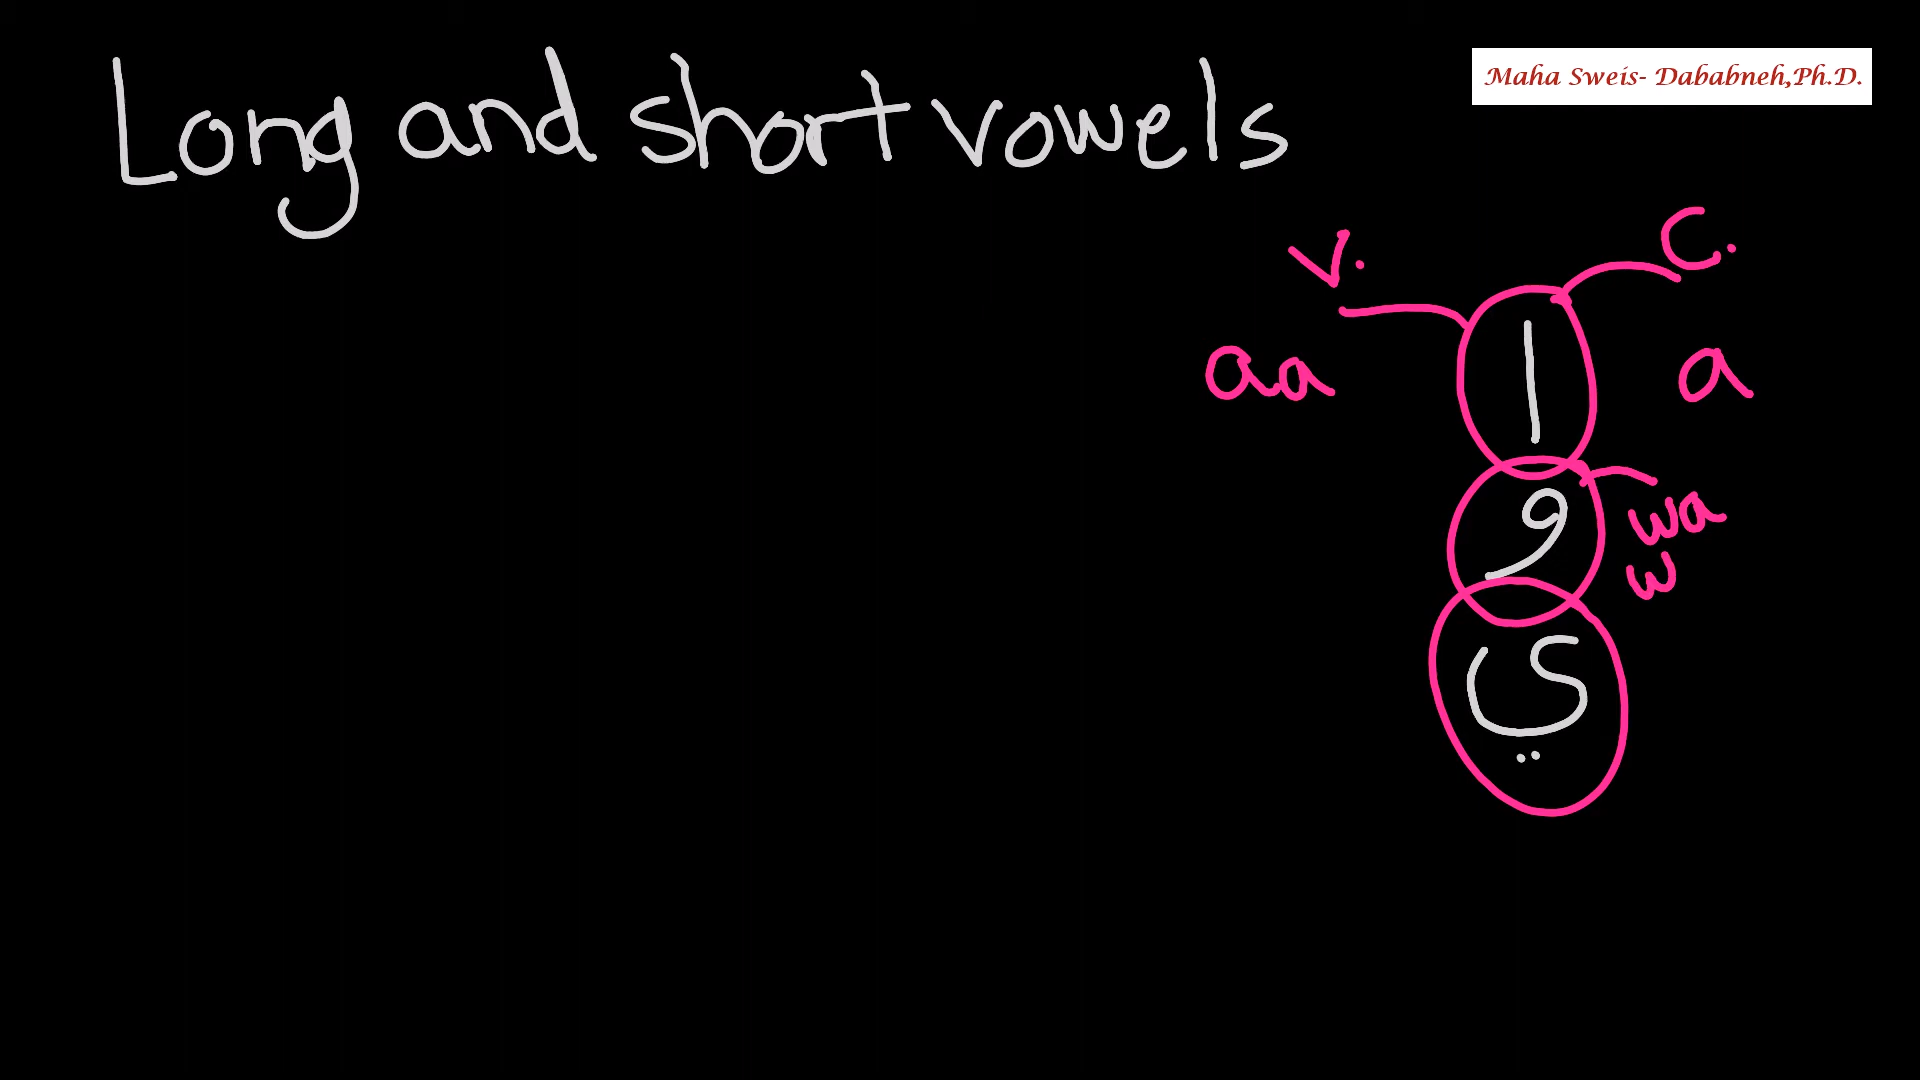 Long and short vowels
Maha Sweis- Dababneh,Ph.D.
V. C.
aa ا a
و wa
w
ي